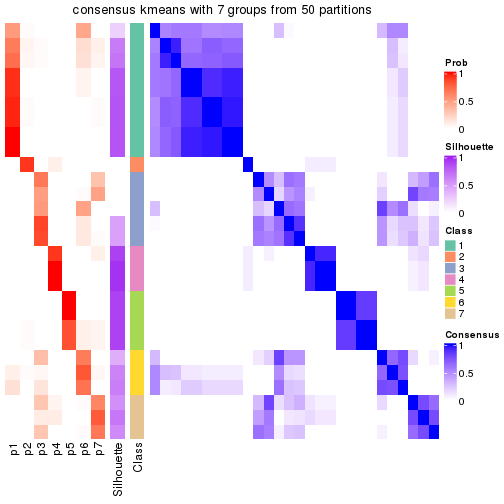 consensus kmeans with 7 groups from 50 partitions
Prob
1
0.5
0
Silhouette
1
0.5
0
Class
1
2
3
4
5
6
7
Consensus
1
0.5
0
p1
p2
p3
p4
p5
p6
p7
Silhouette
Class